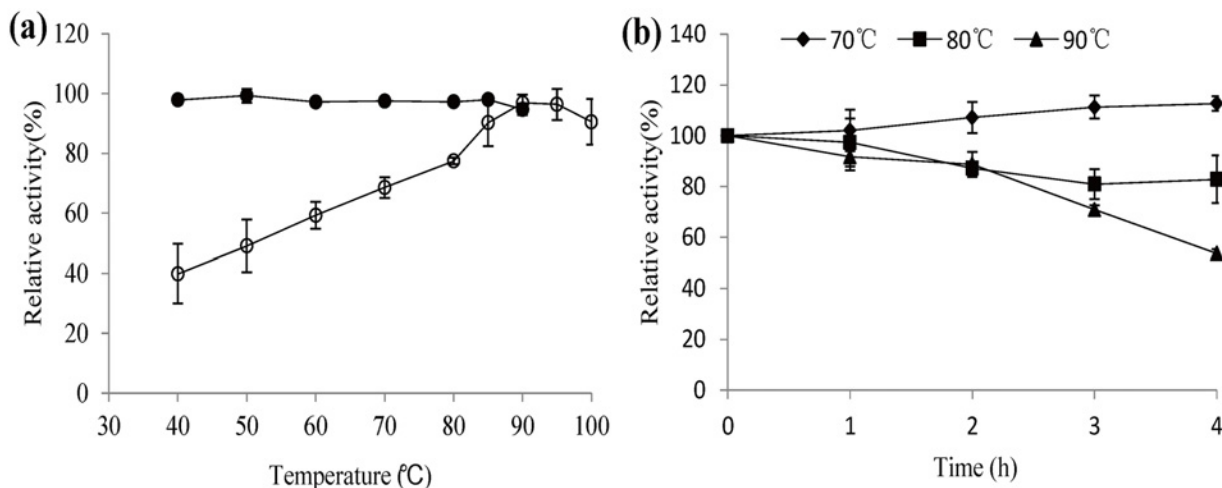 (a)
120
100
80
60
40
20
0
30 40 50 60 70 80 90 100
Relative activity(%)
Temperature (℃)
(b)
70℃ 80℃ 90℃
140
120
100
80
60
40
20
0
0 1 2 3 4
Relative activity(%)
Time (h)